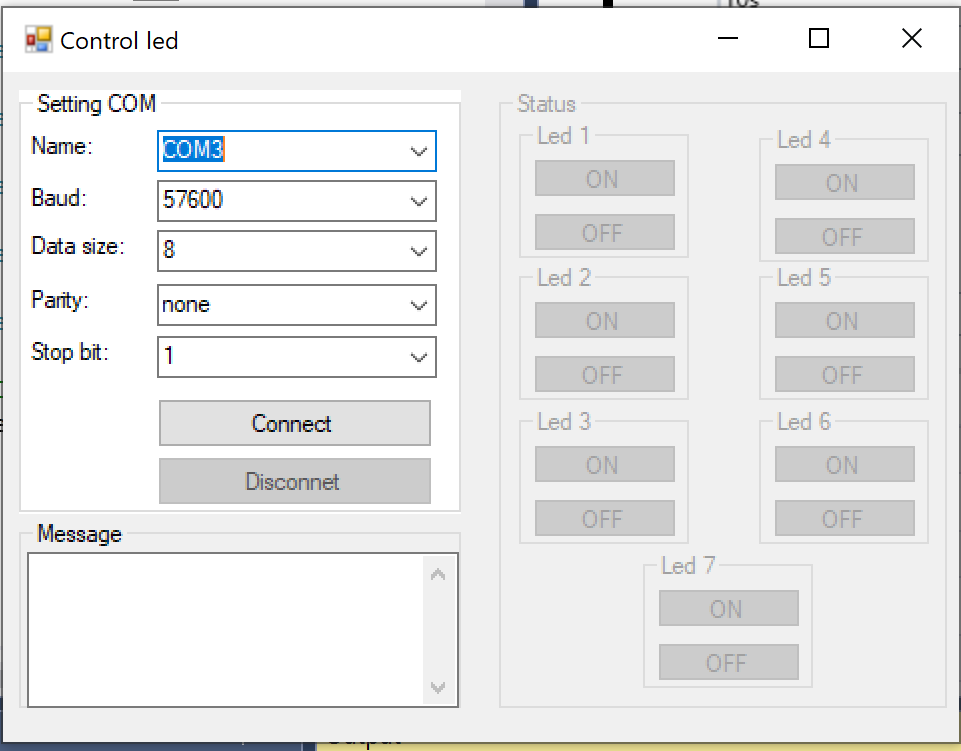 10s
Control led
Setting COM
Name:
COM3
Baud:
57600
Data size:
8
Parity:
none
Stop bit:
1
Connect
Disconnet
Message
Status
Led 1
ON
OFF
Led 2
ON
OFF
Led 3
ON
OFF
Led 4
ON
OFF
Led 5
ON
OFF
Led 6
ON
OFF
Led 7
ON
OFF
Output